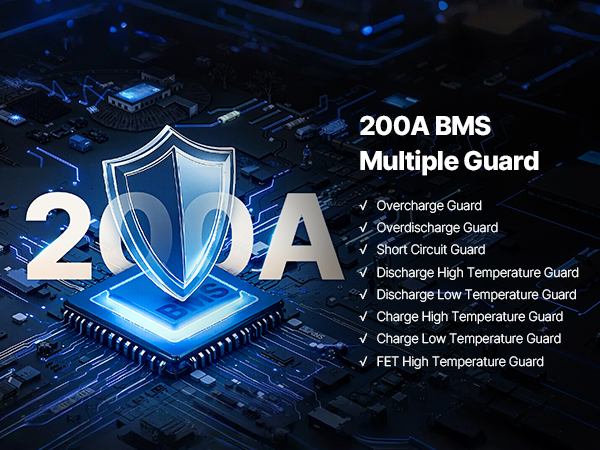 200A BMS
Multiple Guard
200A
BMS
√ Overcharge Guard
√ Overdischarge Guard
√ Short Circuit Guard
√ Discharge High Temperature Guard
√ Discharge Low Temperature Guard
√ Charge High Temperature Guard
√ Charge Low Temperature Guard
√ FET High Temperature Guard